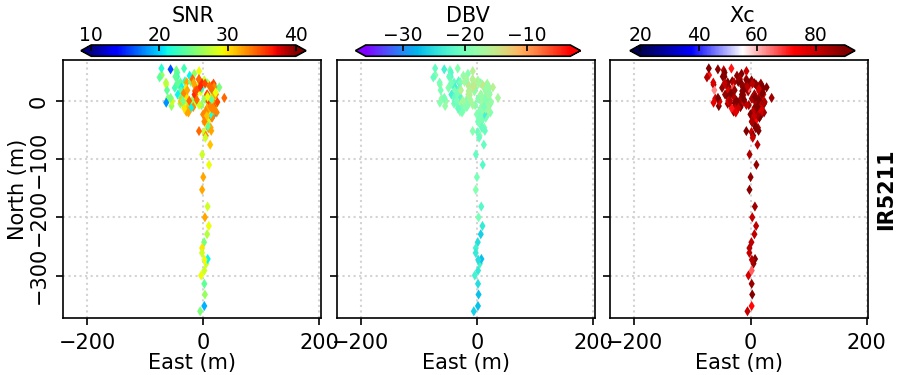 SNR DBV Xc
10 20 30 40 −30 −20 −10 20 40 60 80
North (m)
0
−100
−200
−300
IR5211
−200 0 200 −200 0 200 −200 0 200
East (m) East (m) East (m)